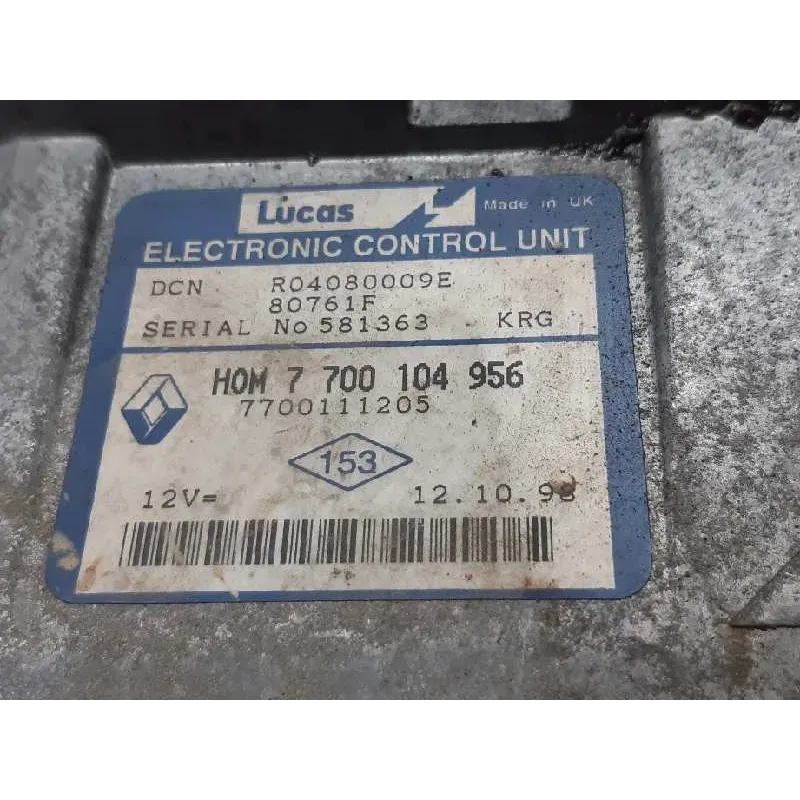 Lucas Made in UK
ELECTRONIC CONTROL UNIT
DCN R04080009E
80761F
SERIAL No 581363 KRG
HOM 7 700 104 956
7700111205
153
12V= 12.10.98